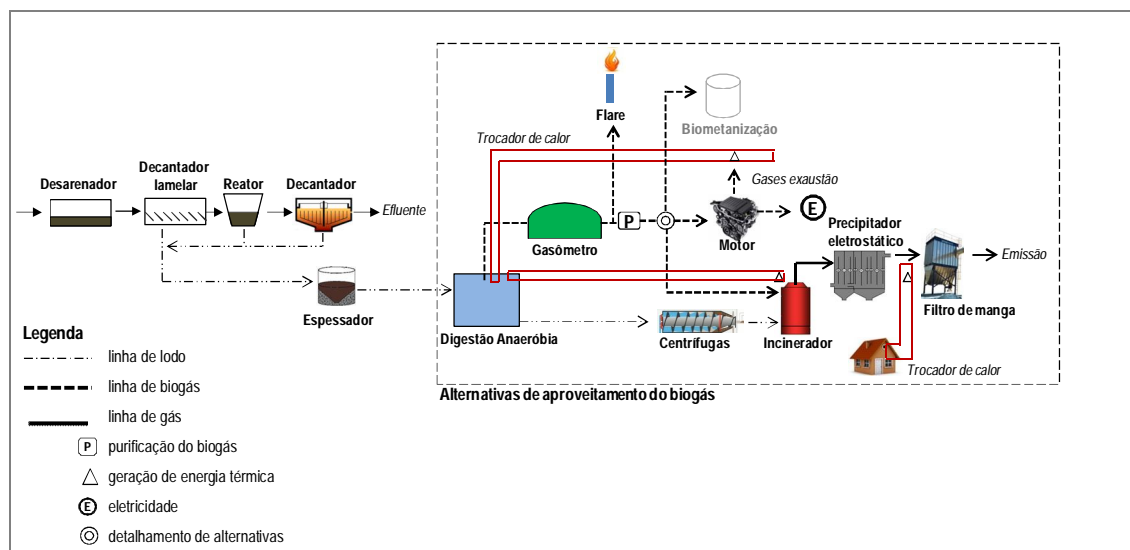 Flare
Biometanização
Trocador de calor
Desarenador
Decantador
lamelar
Reator
Decantador
Efluente
Gases exaustão
P
E
Gasômetro
Motor
Precipitador
eletrostático
Emissão
Espessador
Digestão Anaeróbia
Centrífugas
Incinerador
Filtro de manga
Trocador de calor
Alternativas de aproveitamento do biogás
Legenda
linha de lodo
linha de biogás
linha de gás
P purificação do biogás
geração de energia térmica
E eletricidade
detalhamento de alternativas